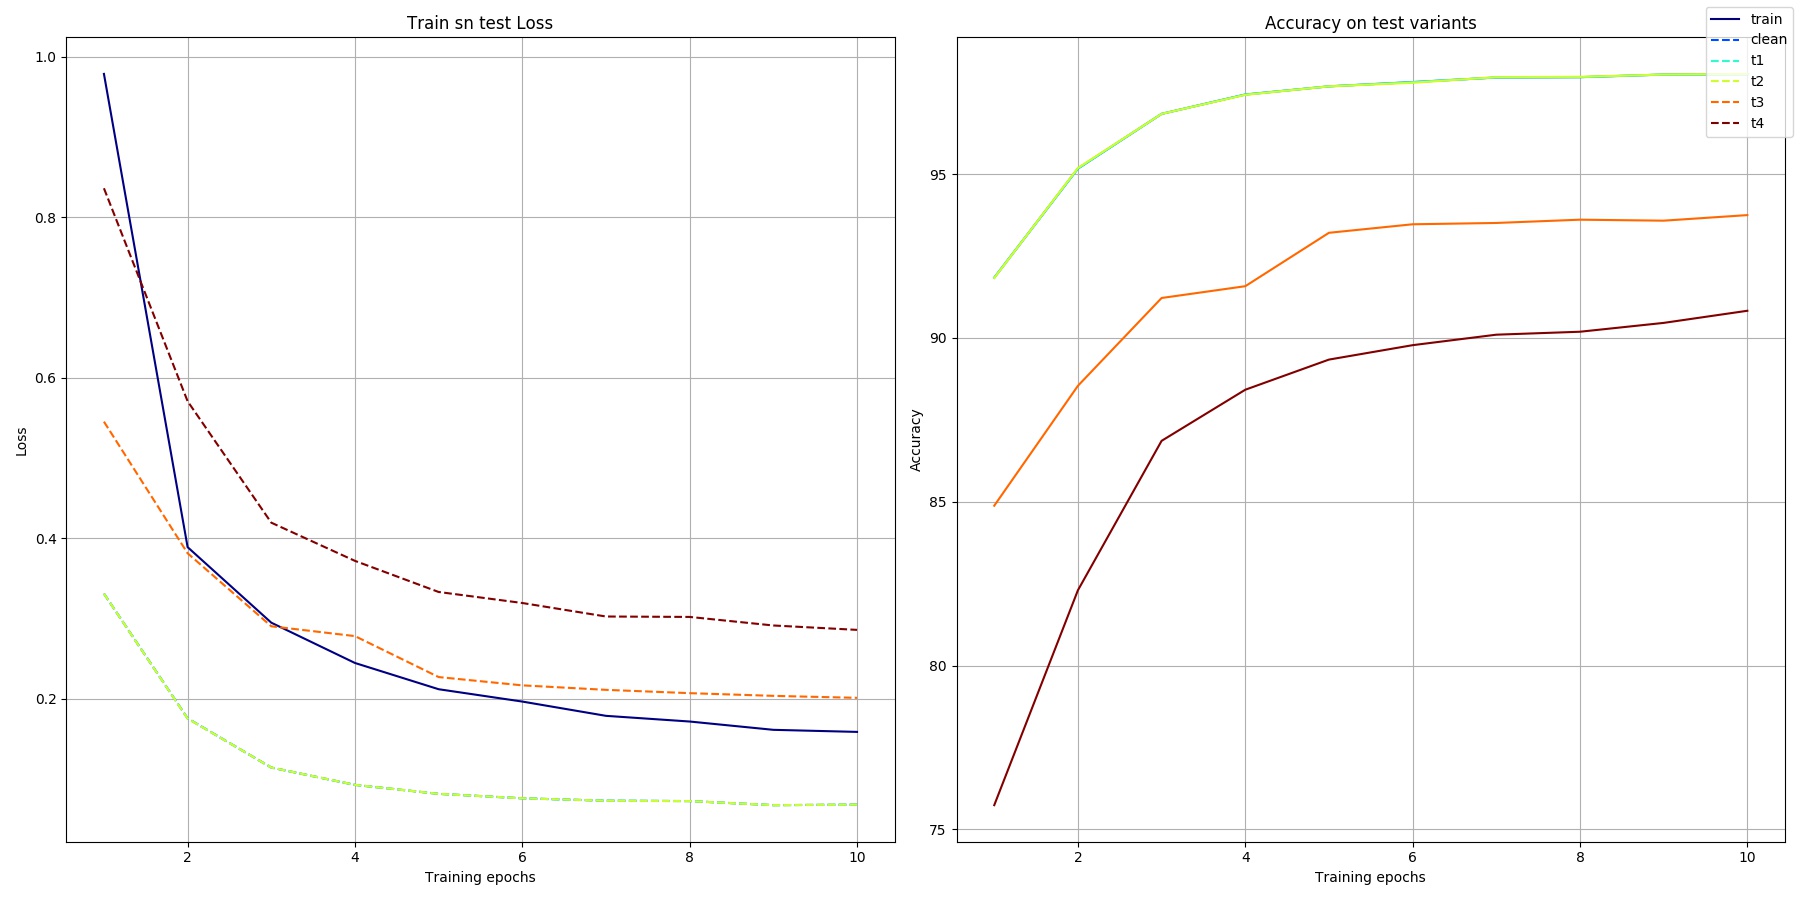 Train sn test Loss
1.0
0.8
0.6
0.4
0.2
Loss
2
4
6
8
10
Training epochs
Accuracy on test variants
95
90
85
80
75
Accuracy
2
4
6
8
10
Training epochs
train
clean
t1
t2
t3
t4